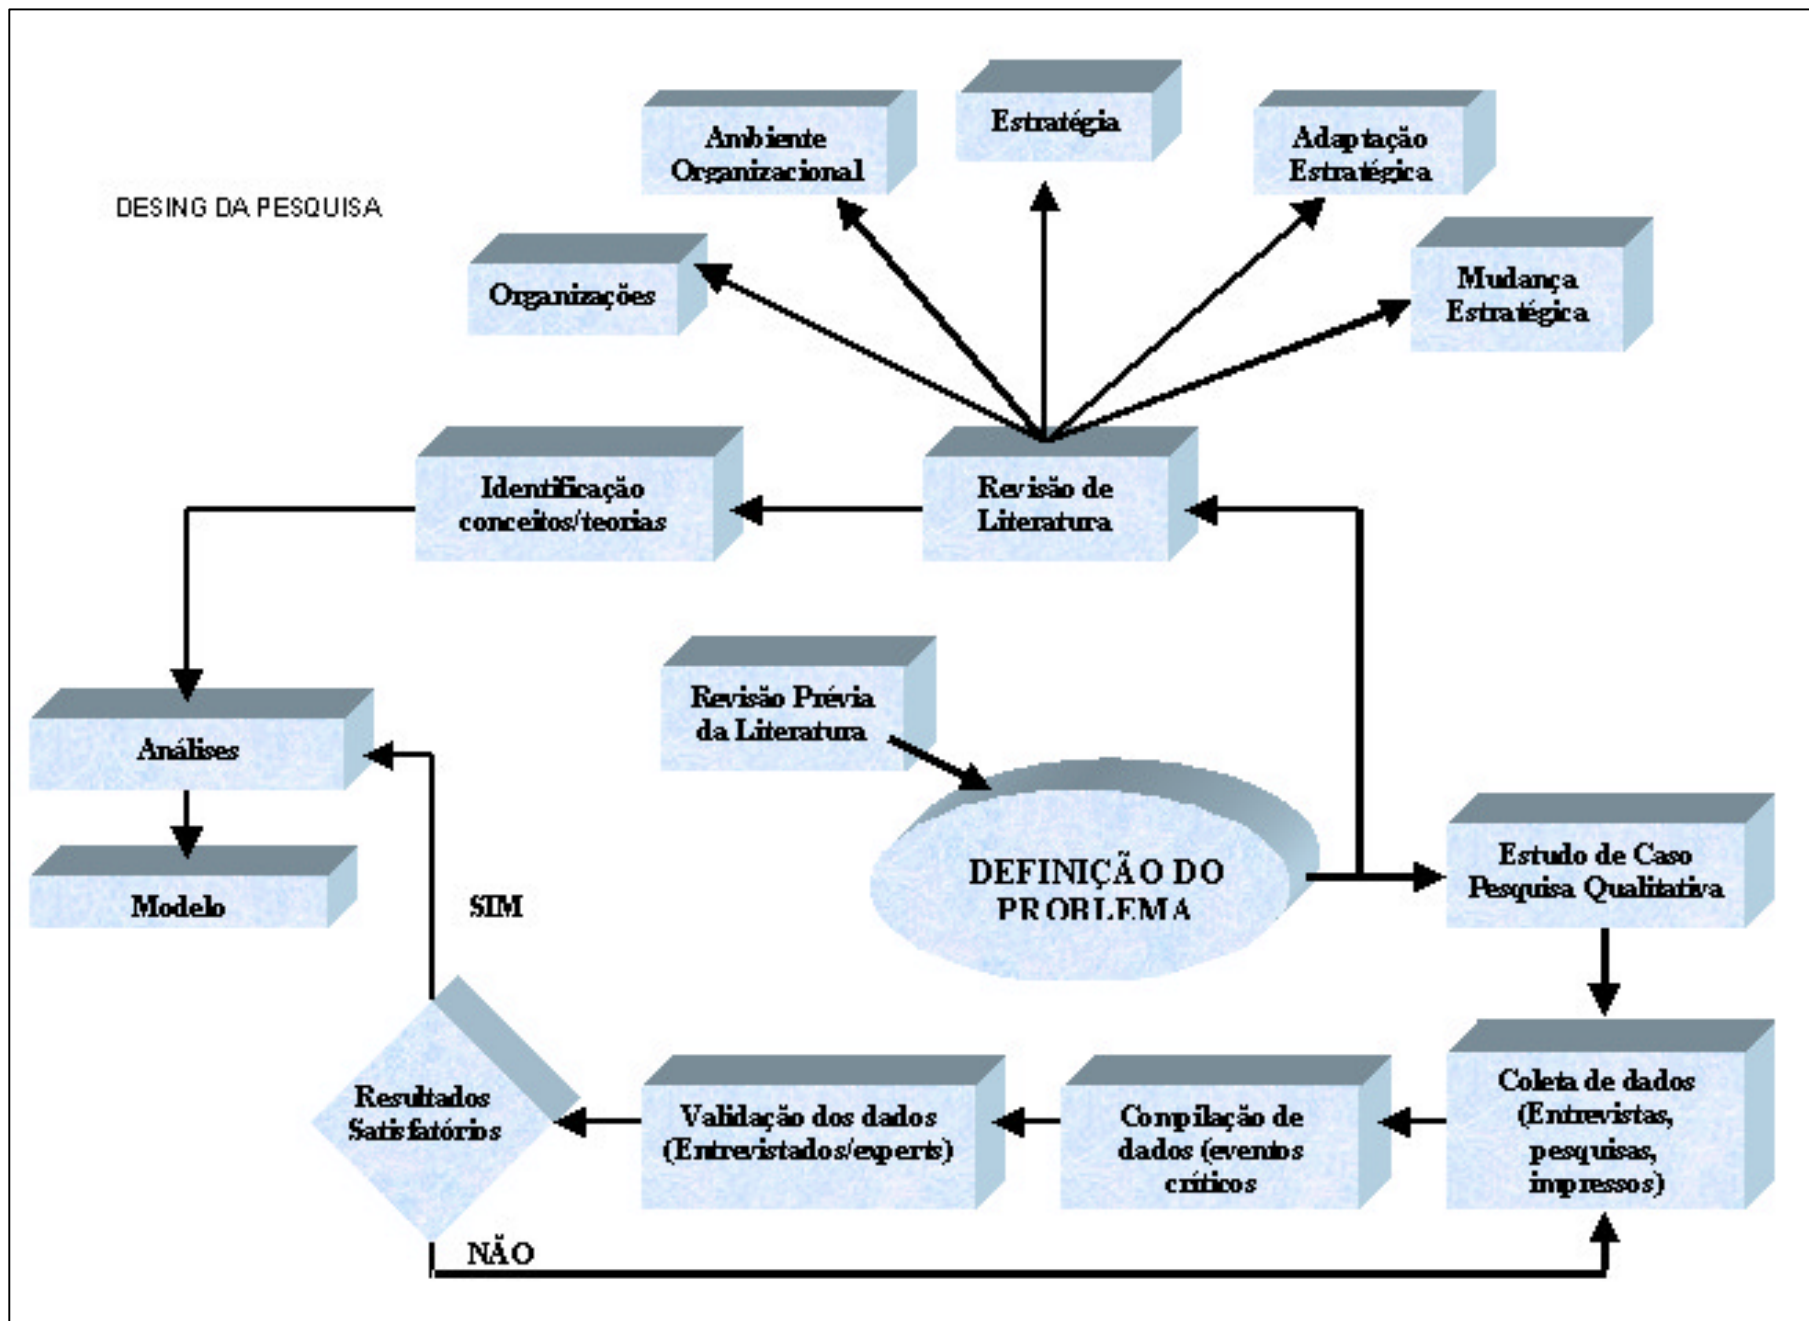 Estratégia
Ambiente
Organizacional
Adaptação
Estratégica
DESING DA PESQUISA
Organizações
Mudança
Estratégica
Identificação
conceitos/teorias
Revisão de
Literatura
Revisão Prévia
da Literatura
Análises
Modelo
SIM
DEFINIÇÃO DO
PROBLEMA
Estudo de Caso
Pesquisa Qualitativa
Resultados
Satisfatórios
Validação dos dados
(Entrevistados/experts)
Compilação de
dados (eventos
críticos
Coleta de dados
(Entrevistas,
pesquisas,
impressos)
NÃO